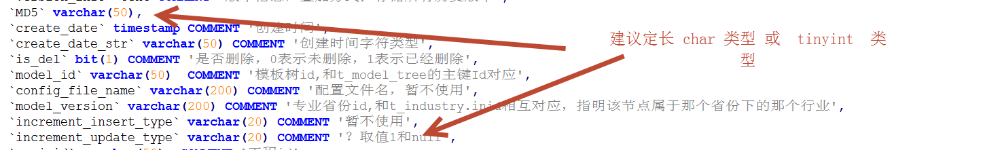 `MD5` varchar(50),
`create_date` timestamp COMMENT '创建时间',
`create_date_str` varchar(50) COMMENT '创建时间字符类型',
`is_del` bit(1) COMMENT '是否删除，0表示未删除，1表示已经删除',
`model_id` varchar(50)  COMMENT '模板树id,和t_model_tree的主键Id对应',
`config_file_name` varchar(200) COMMENT '配置文件名，暂不使用',
`model_version` varchar(200) COMMENT '专业省份id,和t_industry.inid相互对应，指明该节点属于那个省份下的那个行业',
`increment_insert_type` varchar(20) COMMENT '暂不使用',
`increment_update_type` varchar(20) COMMENT '？取值1和null',
建议定长 char 类型 或 tinyint 类
型